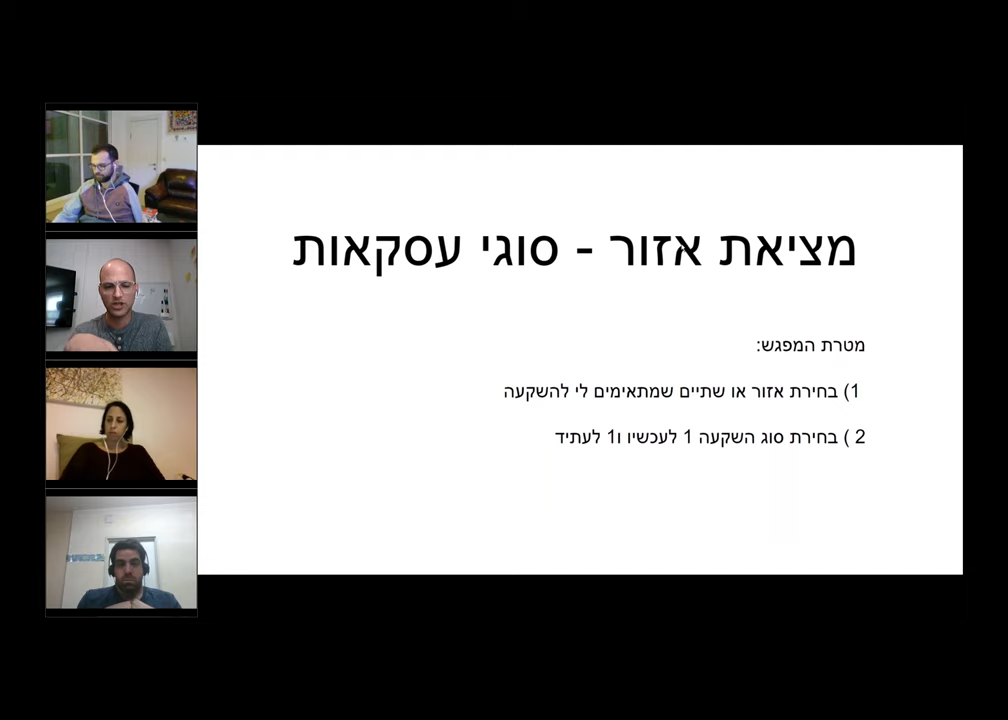 מציאת אזור - סוגי עסקאות
מטרת המפגש:
1) בחירת אזור או שתיים שמתאימים לי להשקעה
2 ) בחירת סוג השקעה 1 לעכשיו ו1 לעתיד